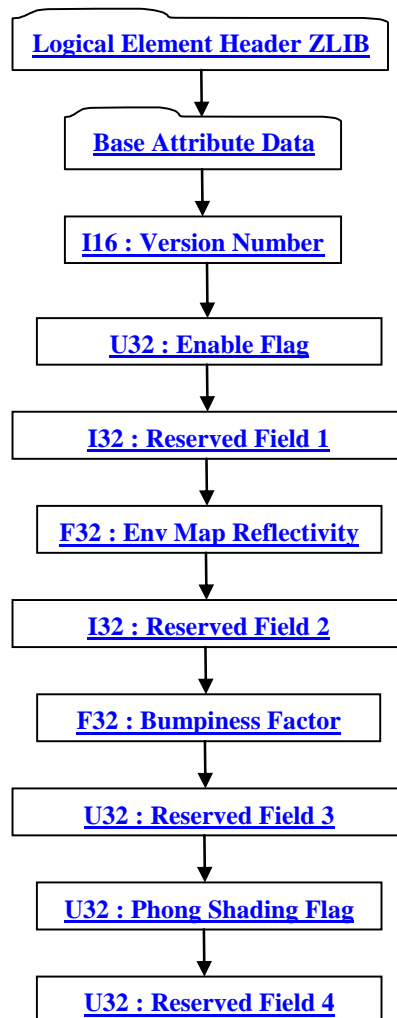 Logical Element Header ZLIB
Base Attribute Data
I16 : Version Number
U32 : Enable Flag
I32 : Reserved Field 1
F32 : Env Map Reflectivity
I32 : Reserved Field 2
F32 : Bumpiness Factor
U32 : Reserved Field 3
U32 : Phong Shading Flag
U32 : Reserved Field 4